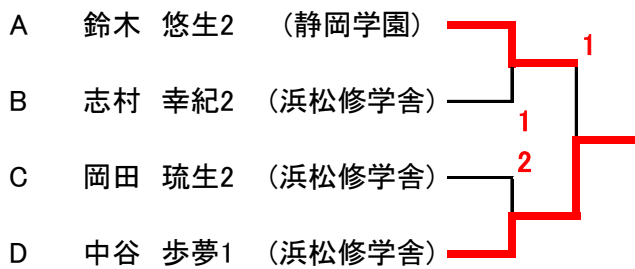 A 鈴木 悠生2 (静岡学園)
1
B 志村 幸紀2 (浜松修学舎)
1
2
C 岡田 琉生2 (浜松修学舎)
D 中谷 歩夢1 (浜松修学舎)